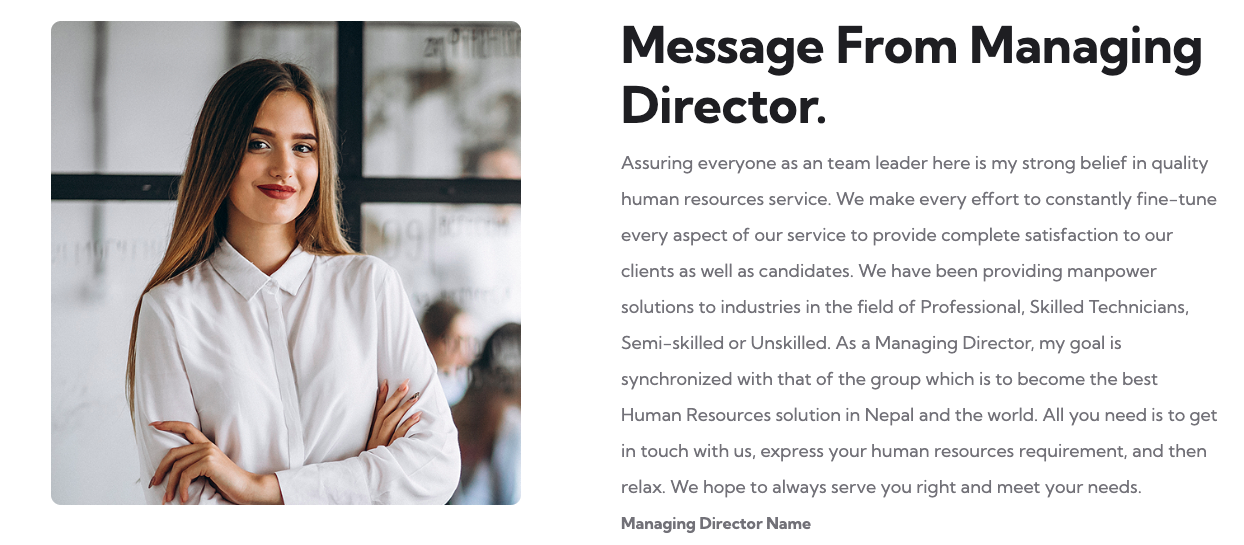 Message From Managing
Director.
Assuring everyone as an team leader here is my strong belief in quality
human resources service. We make every effort to constantly fine-tune
every aspect of our service to provide complete satisfaction to our
clients as well as candidates. We have been providing manpower
solutions to industries in the field of Professional, Skilled Technicians,
Semi-skilled or Unskilled. As a Managing Director, my goal is
synchronized with that of the group which is to become the best
Human Resources solution in Nepal and the world. All you need is to get
in touch with us, express your human resources requirement, and then
relax. We hope to always serve you right and meet your needs.
Managing Director Name